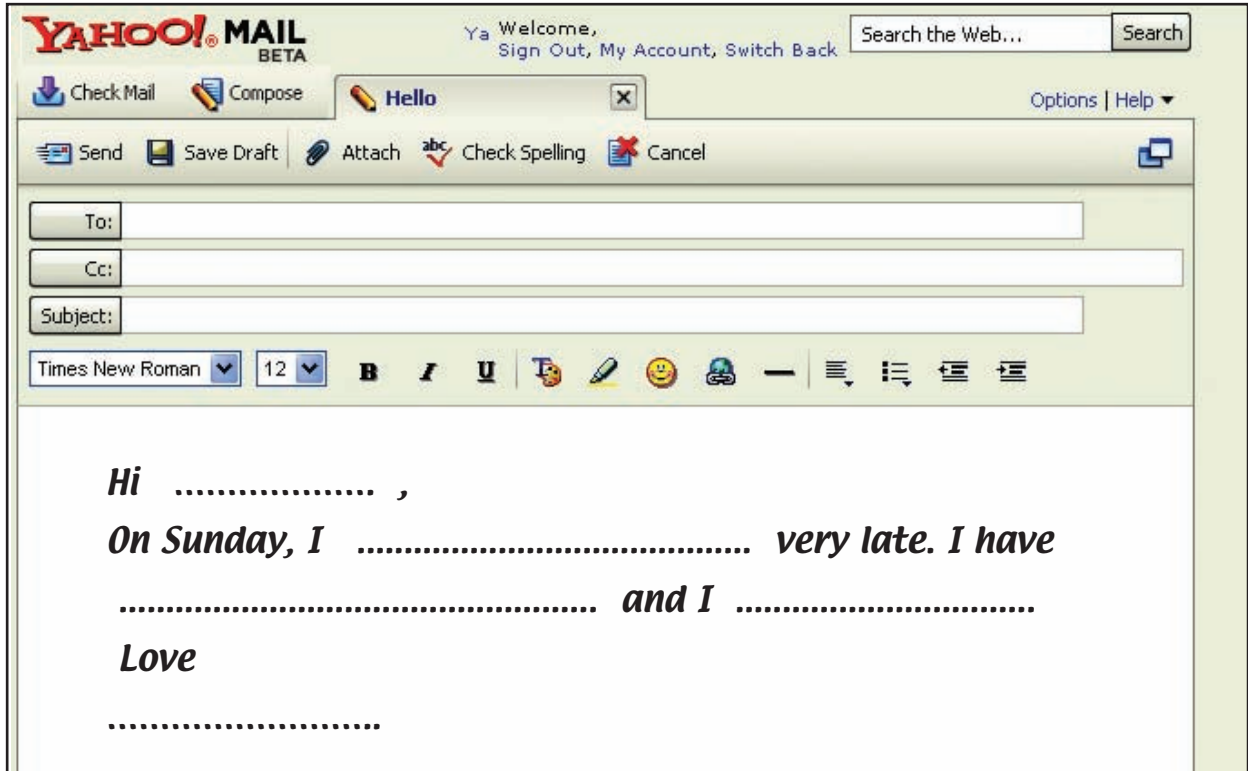 YAHOO!® MAIL
BETA
Ya Welcome,
Sign Out, My Account, Switch Back
Search the Web...
Search
Check Mail
Compose
Hello
Options | Help
Send
Save Draft
Attach
abc Check Spelling
Cancel
To:
Cc:
Subject:
Times New Roman
12
B I U
Hi ................... ,
On Sunday, I .......................................... very late. I have
................................................... and I ................................
Love
..........................